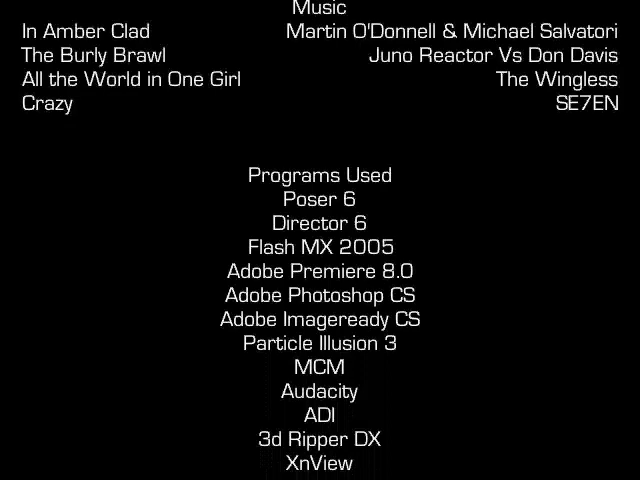 Music
In Amber Clad Martin O'Donnell & Michael Salvatori
The Burly Brawl Juno Reactor Vs Don Davis
All the World in One Girl The Wingless
Crazy SE7EN
Programs Used
Poser 6
Director 6
Flash MX 2005
Adobe Premiere 8.0
Adobe Photoshop CS
Adobe Imageready CS
Particle Illusion 3
MCM
Audacity
ADI
3d Ripper DX
XnView